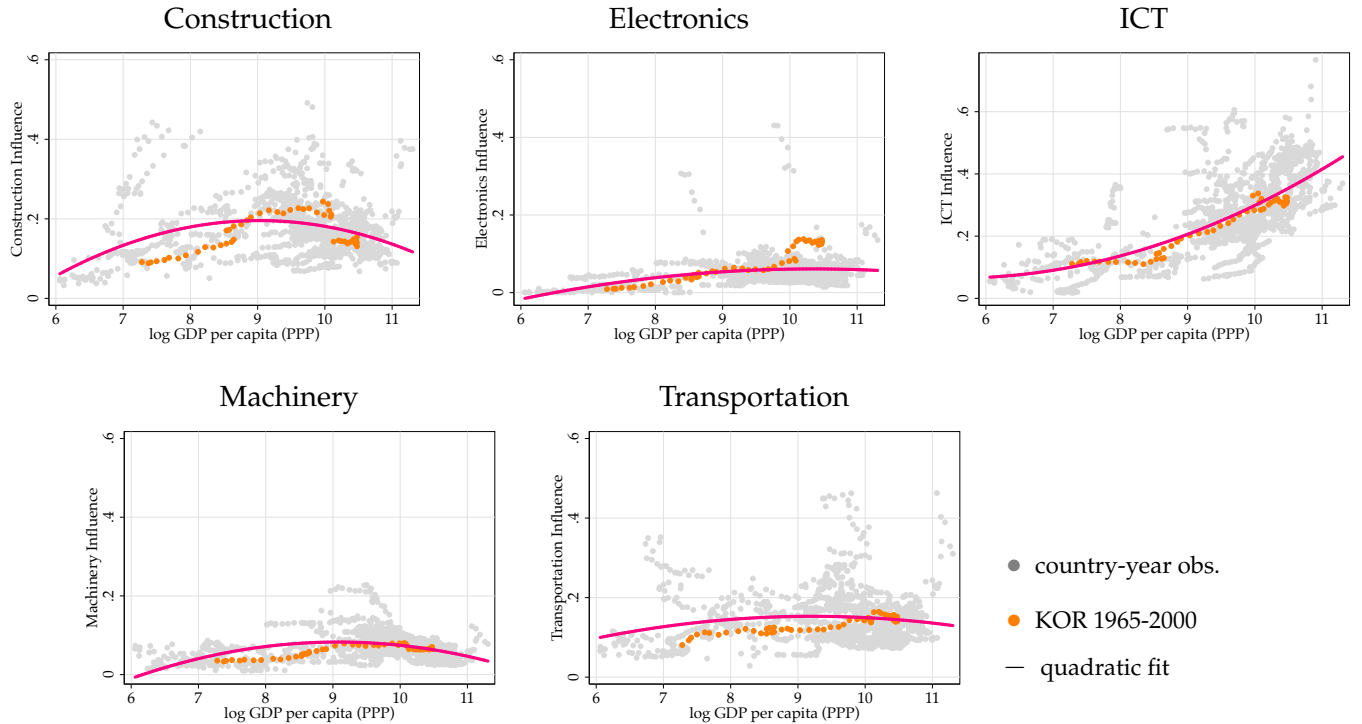 Construction
Electronics
ICT
Construction Influence
0 .2 .4 .6
6 7 8 9 10 11
log GDP per capita (PPP)
Electronics Influence
0 .2 .4 .6
6 7 8 9 10 11
log GDP per capita (PPP)
ICT Influence
0 .2 .4 .6
6 7 8 9 10 11
log GDP per capita (PPP)
Machinery
Transportation
Machinery Influence
0 .2 .4 .6
6 7 8 9 10 11
log GDP per capita (PPP)
Transportation Influence
0 .2 .4 .6
6 7 8 9 10 11
log GDP per capita (PPP)
country-year obs.
KOR 1965-2000
quadratic fit